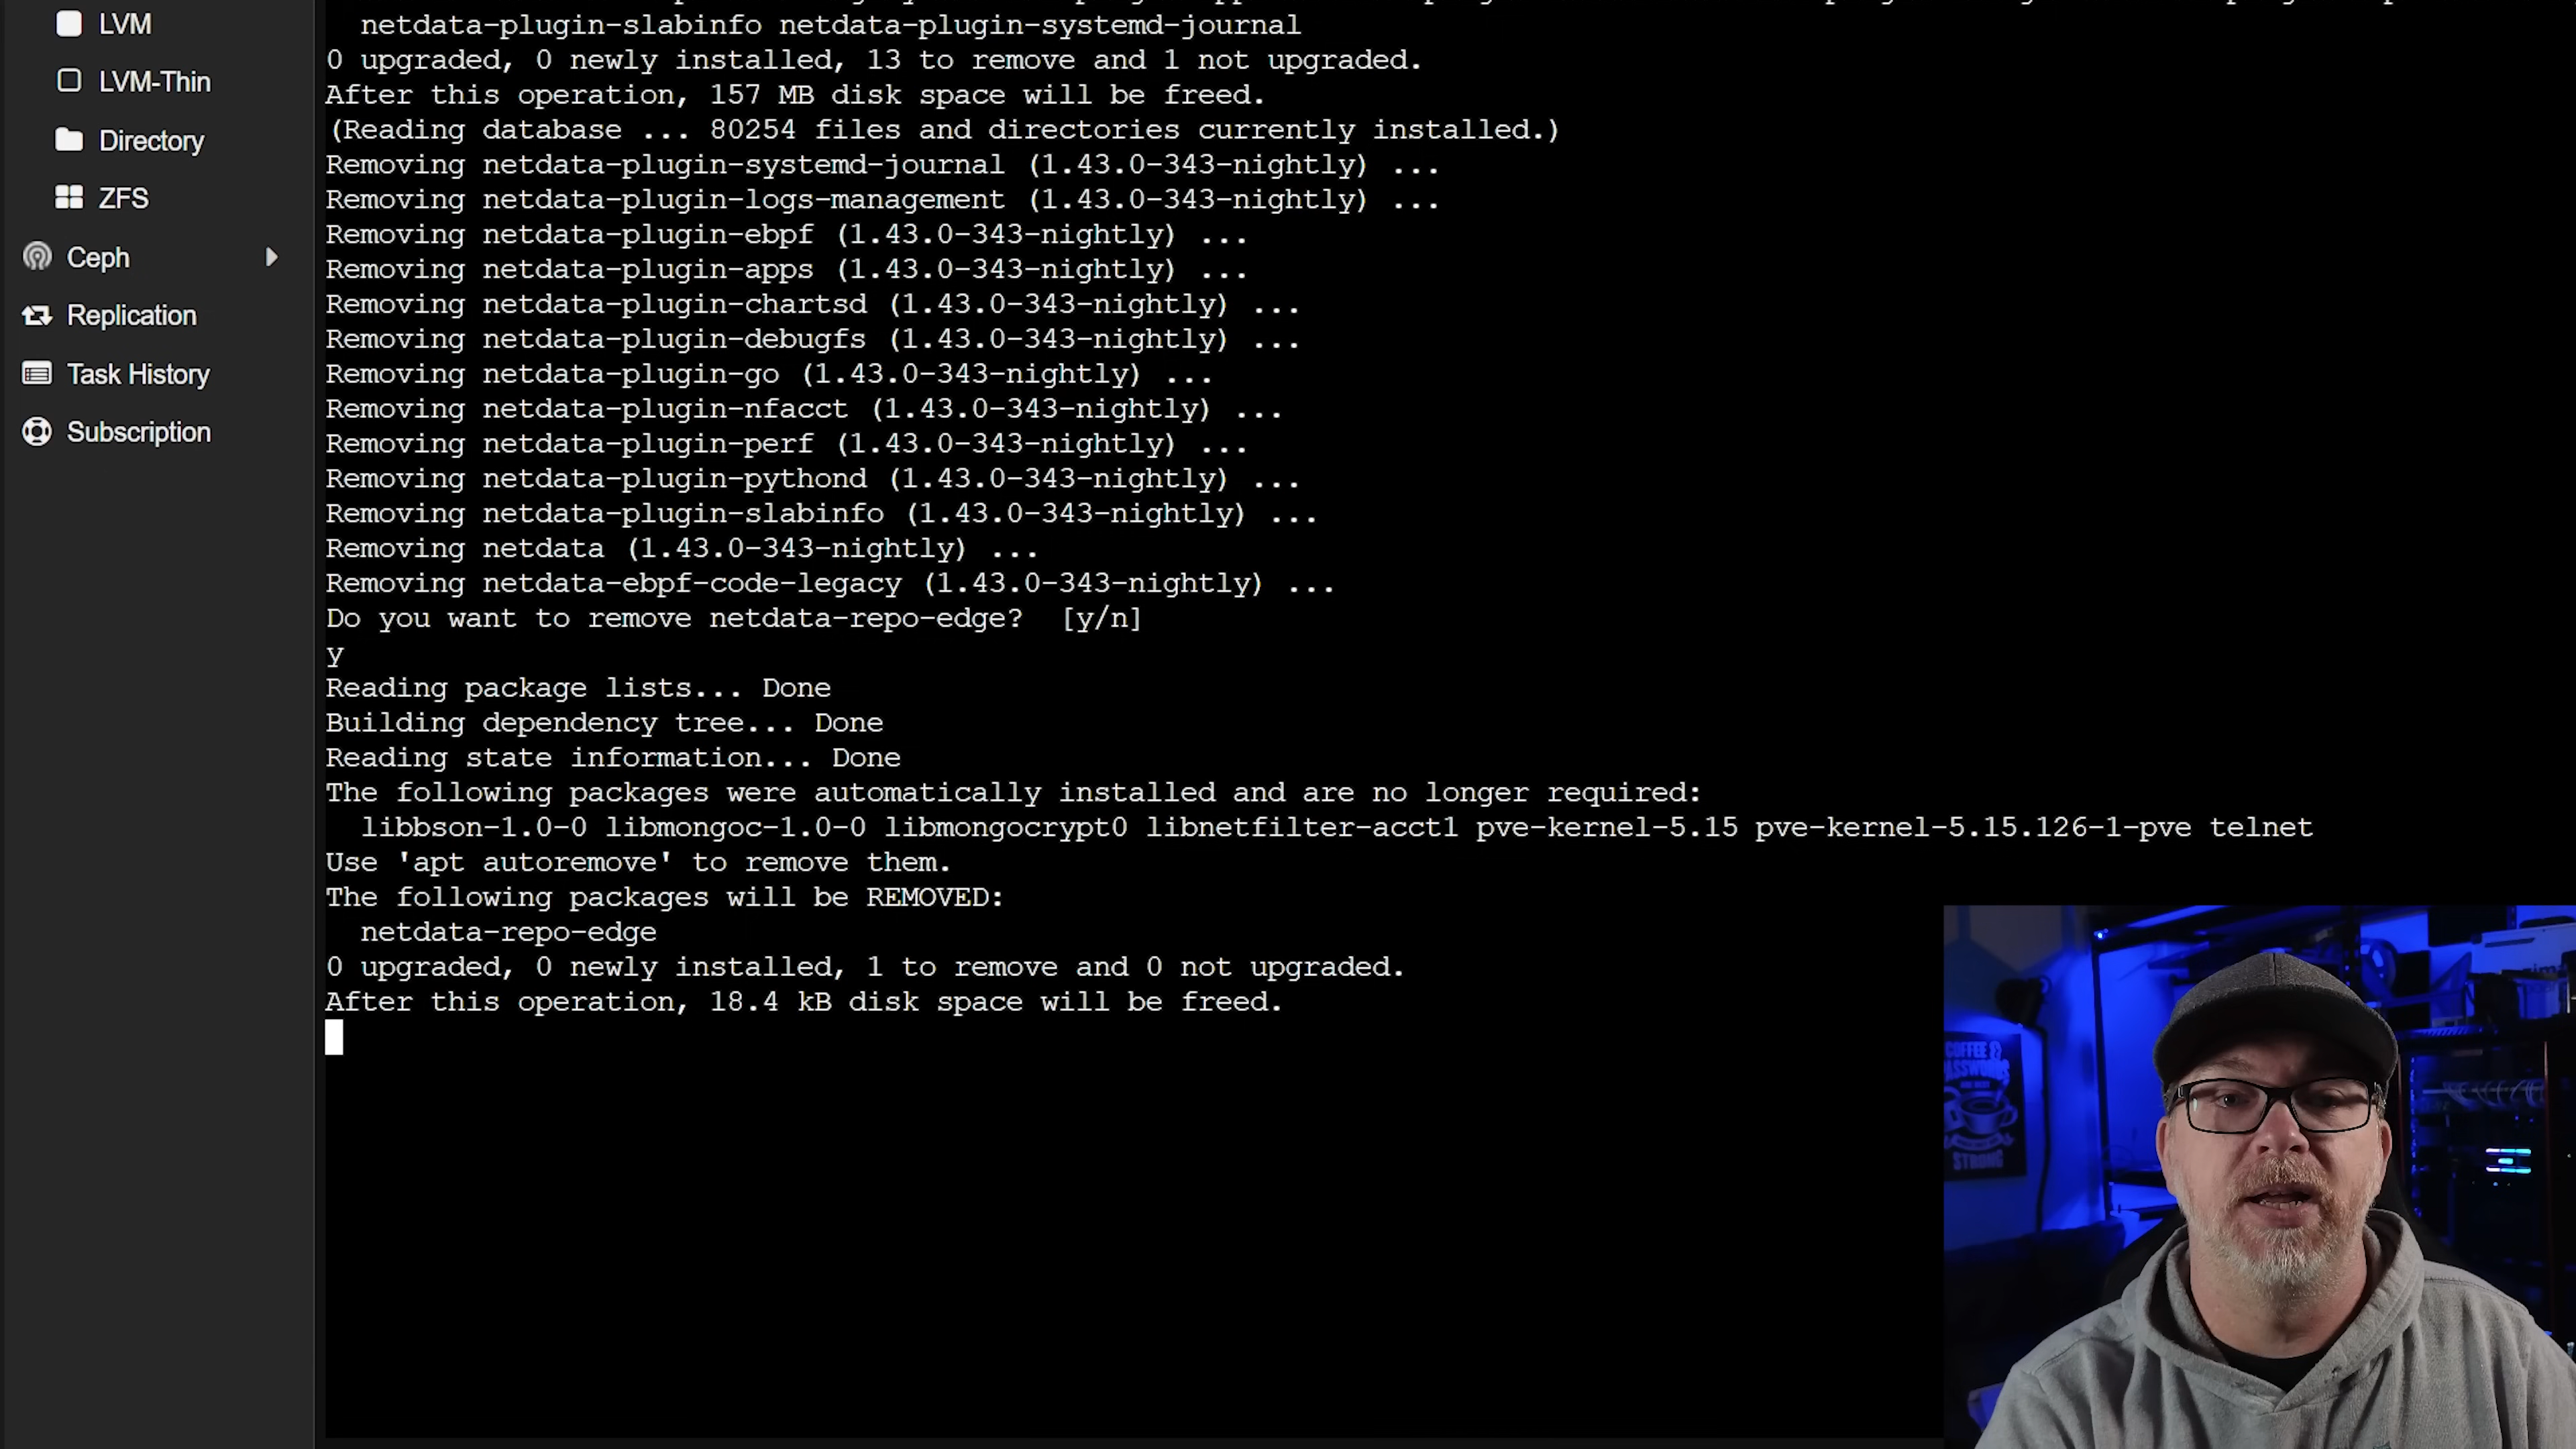 LVM
LVM-Thin
Directory
ZFS
Ceph
Replication
Task History
Subscription
netdata-plugin-slabinfo netdata-plugin-systemd-journal
0 upgraded, 0 newly installed, 13 to remove and 1 not upgraded.
After this operation, 157 MB disk space will be freed.
(Reading database ... 80254 files and directories currently installed.)
Removing netdata-plugin-systemd-journal (1.43.0-343-nightly) ...
Removing netdata-plugin-logs-management (1.43.0-343-nightly) ...
Removing netdata-plugin-ebpf (1.43.0-343-nightly) ...
Removing netdata-plugin-apps (1.43.0-343-nightly) ...
Removing netdata-plugin-chartsd (1.43.0-343-nightly) ...
Removing netdata-plugin-debugfs (1.43.0-343-nightly) ...
Removing netdata-plugin-go (1.43.0-343-nightly) ...
Removing netdata-plugin-nfacct (1.43.0-343-nightly) ...
Removing netdata-plugin-perf (1.43.0-343-nightly) ...
Removing netdata-plugin-pythond (1.43.0-343-nightly) ...
Removing netdata-plugin-slabinfo (1.43.0-343-nightly) ...
Removing netdata (1.43.0-343-nightly) ...
Removing netdata-ebpf-code-legacy (1.43.0-343-nightly) ...
Do you want to remove netdata-repo-edge?  [y/n]
y
Reading package lists... Done
Building dependency tree... Done
Reading state information... Done
The following packages were automatically installed and are no longer required:
libbson-1.0-0 libmongoc-1.0-0 libmongocrypt0 libnetfilter-acct1 pve-kernel-5.15 pve-kernel-5.15.126-1-pve telnet
Use 'apt autoremove' to remove them.
The following packages will be REMOVED:
netdata-repo-edge
0 upgraded, 0 newly installed, 1 to remove and 0 not upgraded.
After this operation, 18.4 kB disk space will be freed.
COFFEE &
STRONG